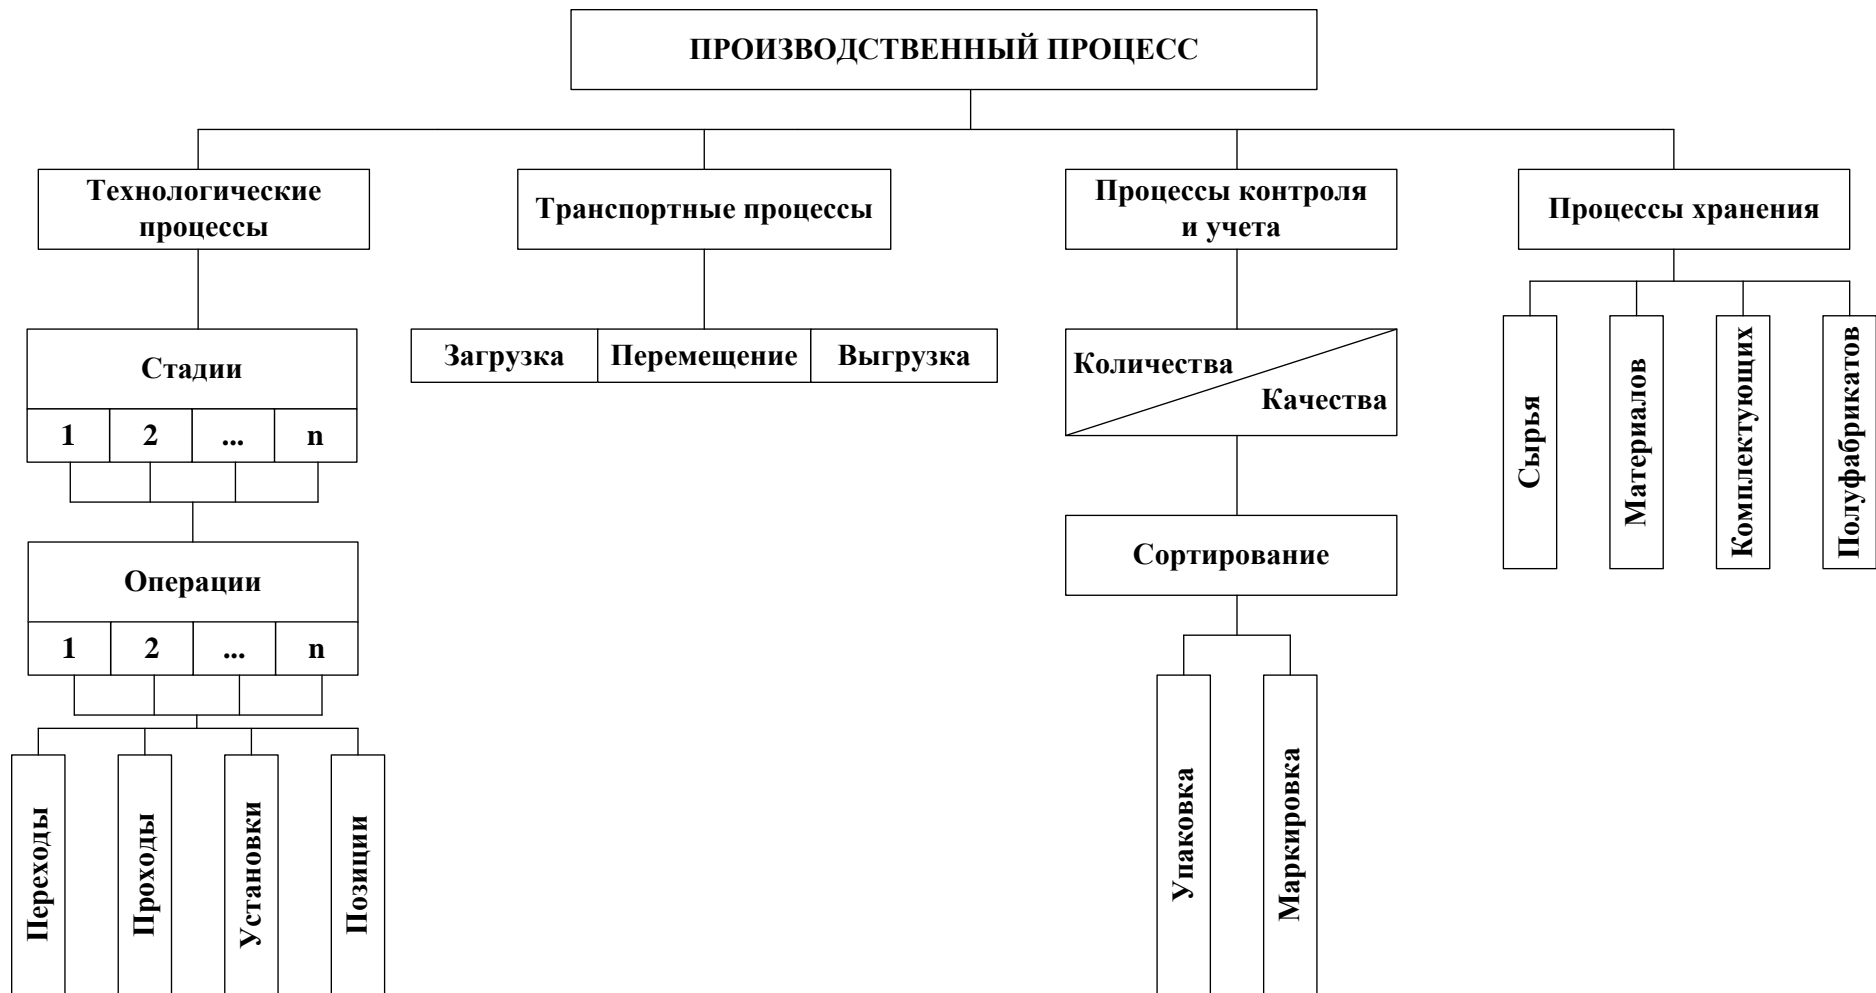 ПРОИЗВОДСТВЕННЫЙ ПРОЦЕСС
Технологические
процессы
Транспортные процессы
Процессы контроля
и учета
Процессы хранения
Стадии
1 2 ... n
Загрузка Перемещение Выгрузка
Количества
Качества
Сырья
Материалов
Комплектующих
Полуфабрикатов
Операции
1 2 ... n
Сортирование
Переходы
Проходы
Установки
Позиции
Упаковка
Маркировка